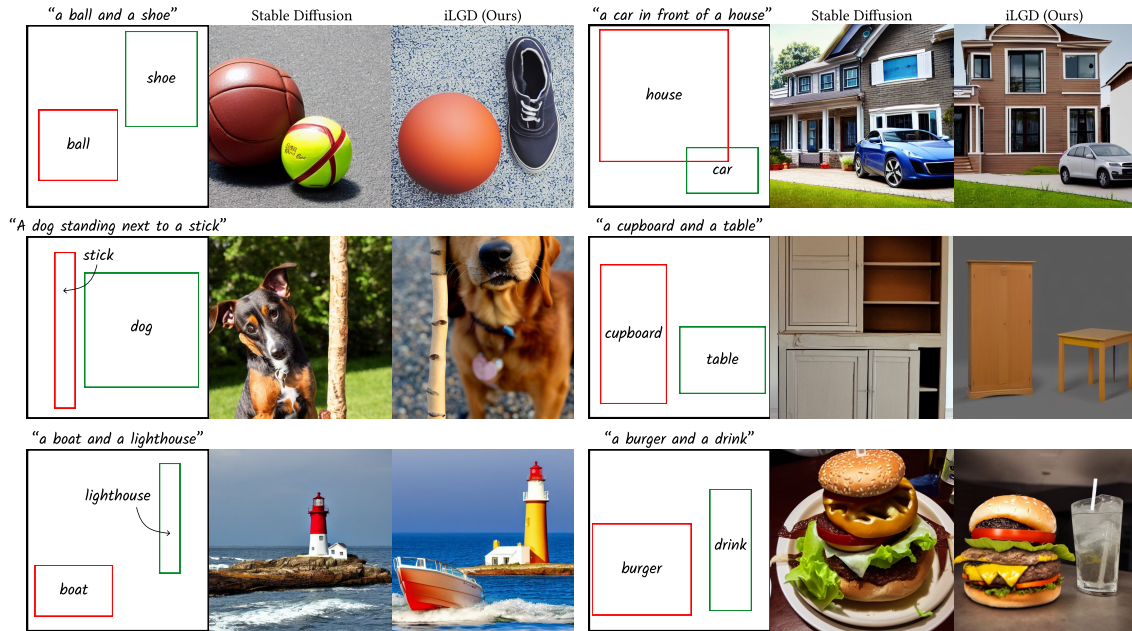 “a ball and a shoe”
Stable Diffusion
iLGD (Ours)
“a car in front of a house”
Stable Diffusion
iLGD (Ours)
shoe
ball
house
car
“A dog standing next to a stick”
“a cupboard and a table”
stick
dog
cupboard
table
“a boat and a lighthouse”
“a burger and a drink”
lighthouse
boat
drink
burger